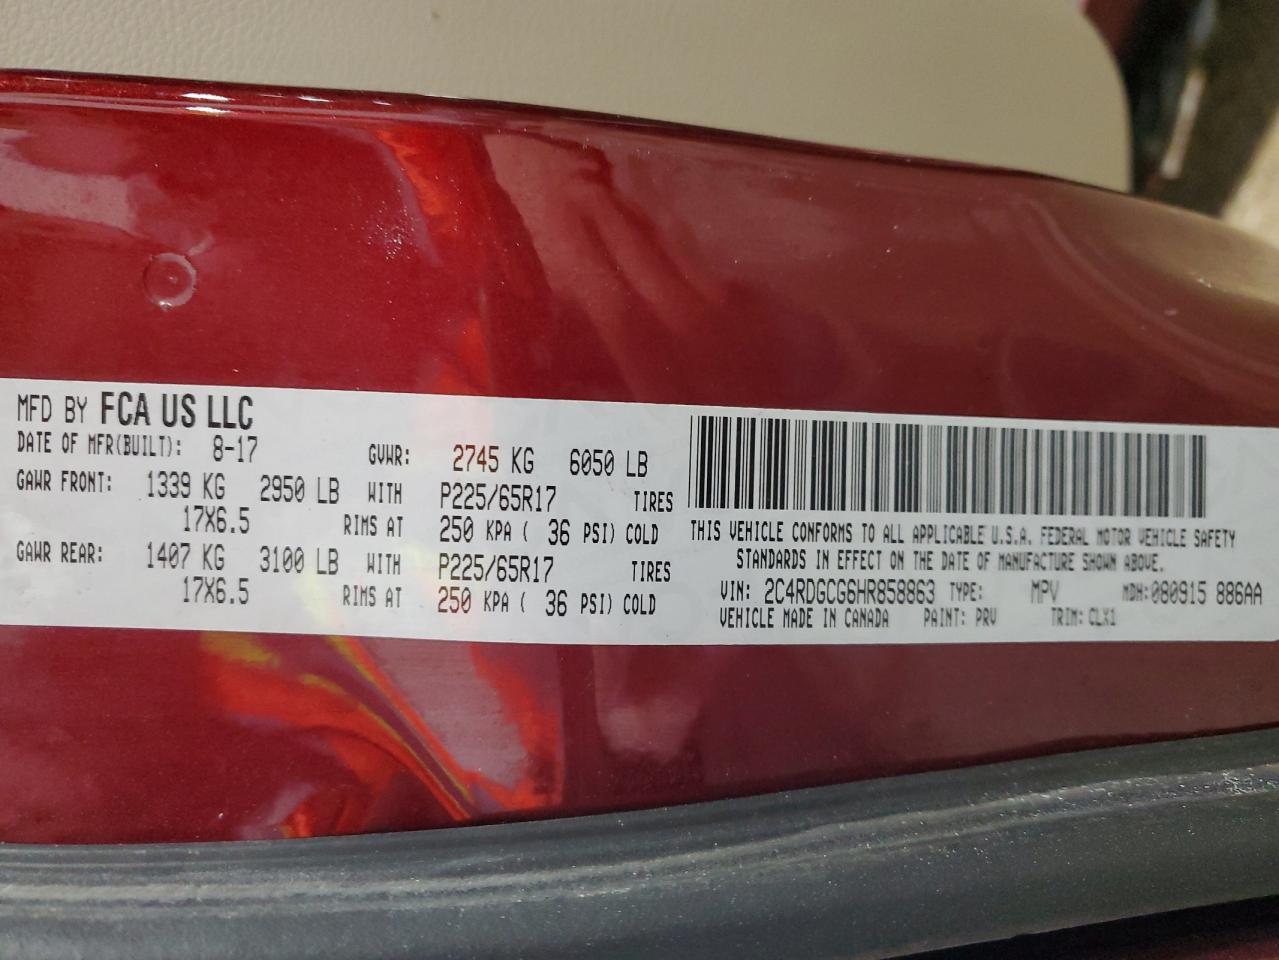 MFD BY FCA US LLC
DATE OF MFR(BUILT): 8-17 GVWR: 2745 KG 6050 LB
GAWR FRONT: 1339 KG 2950 LB WITH P225/65R17 TIRES
17X6.5 RIMS AT 250 KPA ( 36 PSI) COLD
GAWR REAR: 1407 KG 3100 LB WITH P225/65R17 TIRES
17X6.5 RIMS AT 250 KPA ( 36 PSI) COLD
THIS VEHICLE CONFORMS TO ALL APPLICABLE U.S.A. FEDERAL MOTOR VEHICLE SAFETY
STANDARDS IN EFFECT ON THE DATE OF MANUFACTURE SHOWN ABOVE.
VIN: 2C4RDGCG6HR858863 TYPE: MPV MDH:080915 886AA
VEHICLE MADE IN CANADA PAINT: PRV TRIM: CLX1